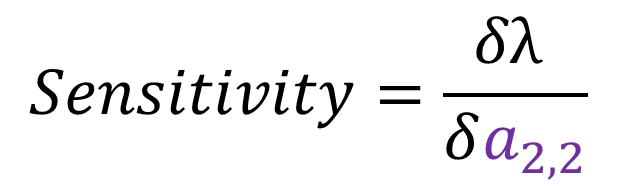 Sensitivity = δλ / δa₂,₂